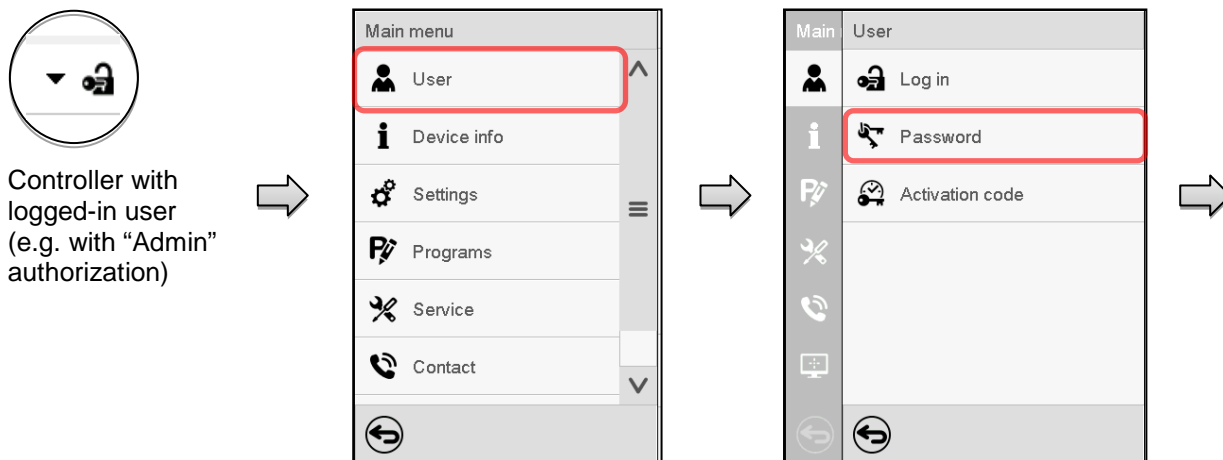 Controller with
logged-in user
(e.g. with “Admin”
authorization)
Main menu
User
Device info
Settings
Programs
Service
Contact
Main
User
Log in
Password
Activation code